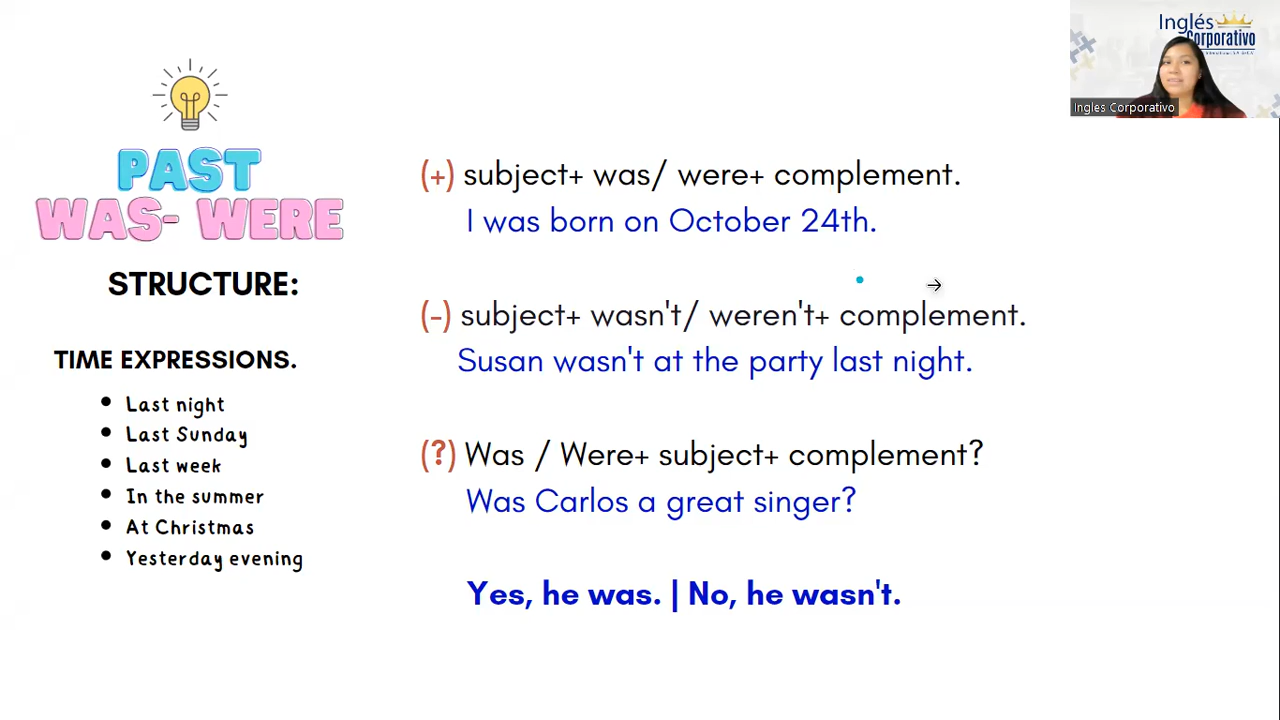 PAST
WAS- WERE
STRUCTURE:
TIME EXPRESSIONS.
Last night
Last Sunday
Last week
In the summer
At Christmas
Yesterday evening
(+) subject+ was/ were+ complement.
I was born on October 24th.
(-) subject+ wasn't/ weren't+ complement.
Susan wasn't at the party last night.
(?) Was / Were+ subject+ complement?
Was Carlos a great singer?
Yes, he was. | No, he wasn't.
Inglés
Corporativo
Ingles Corporativo